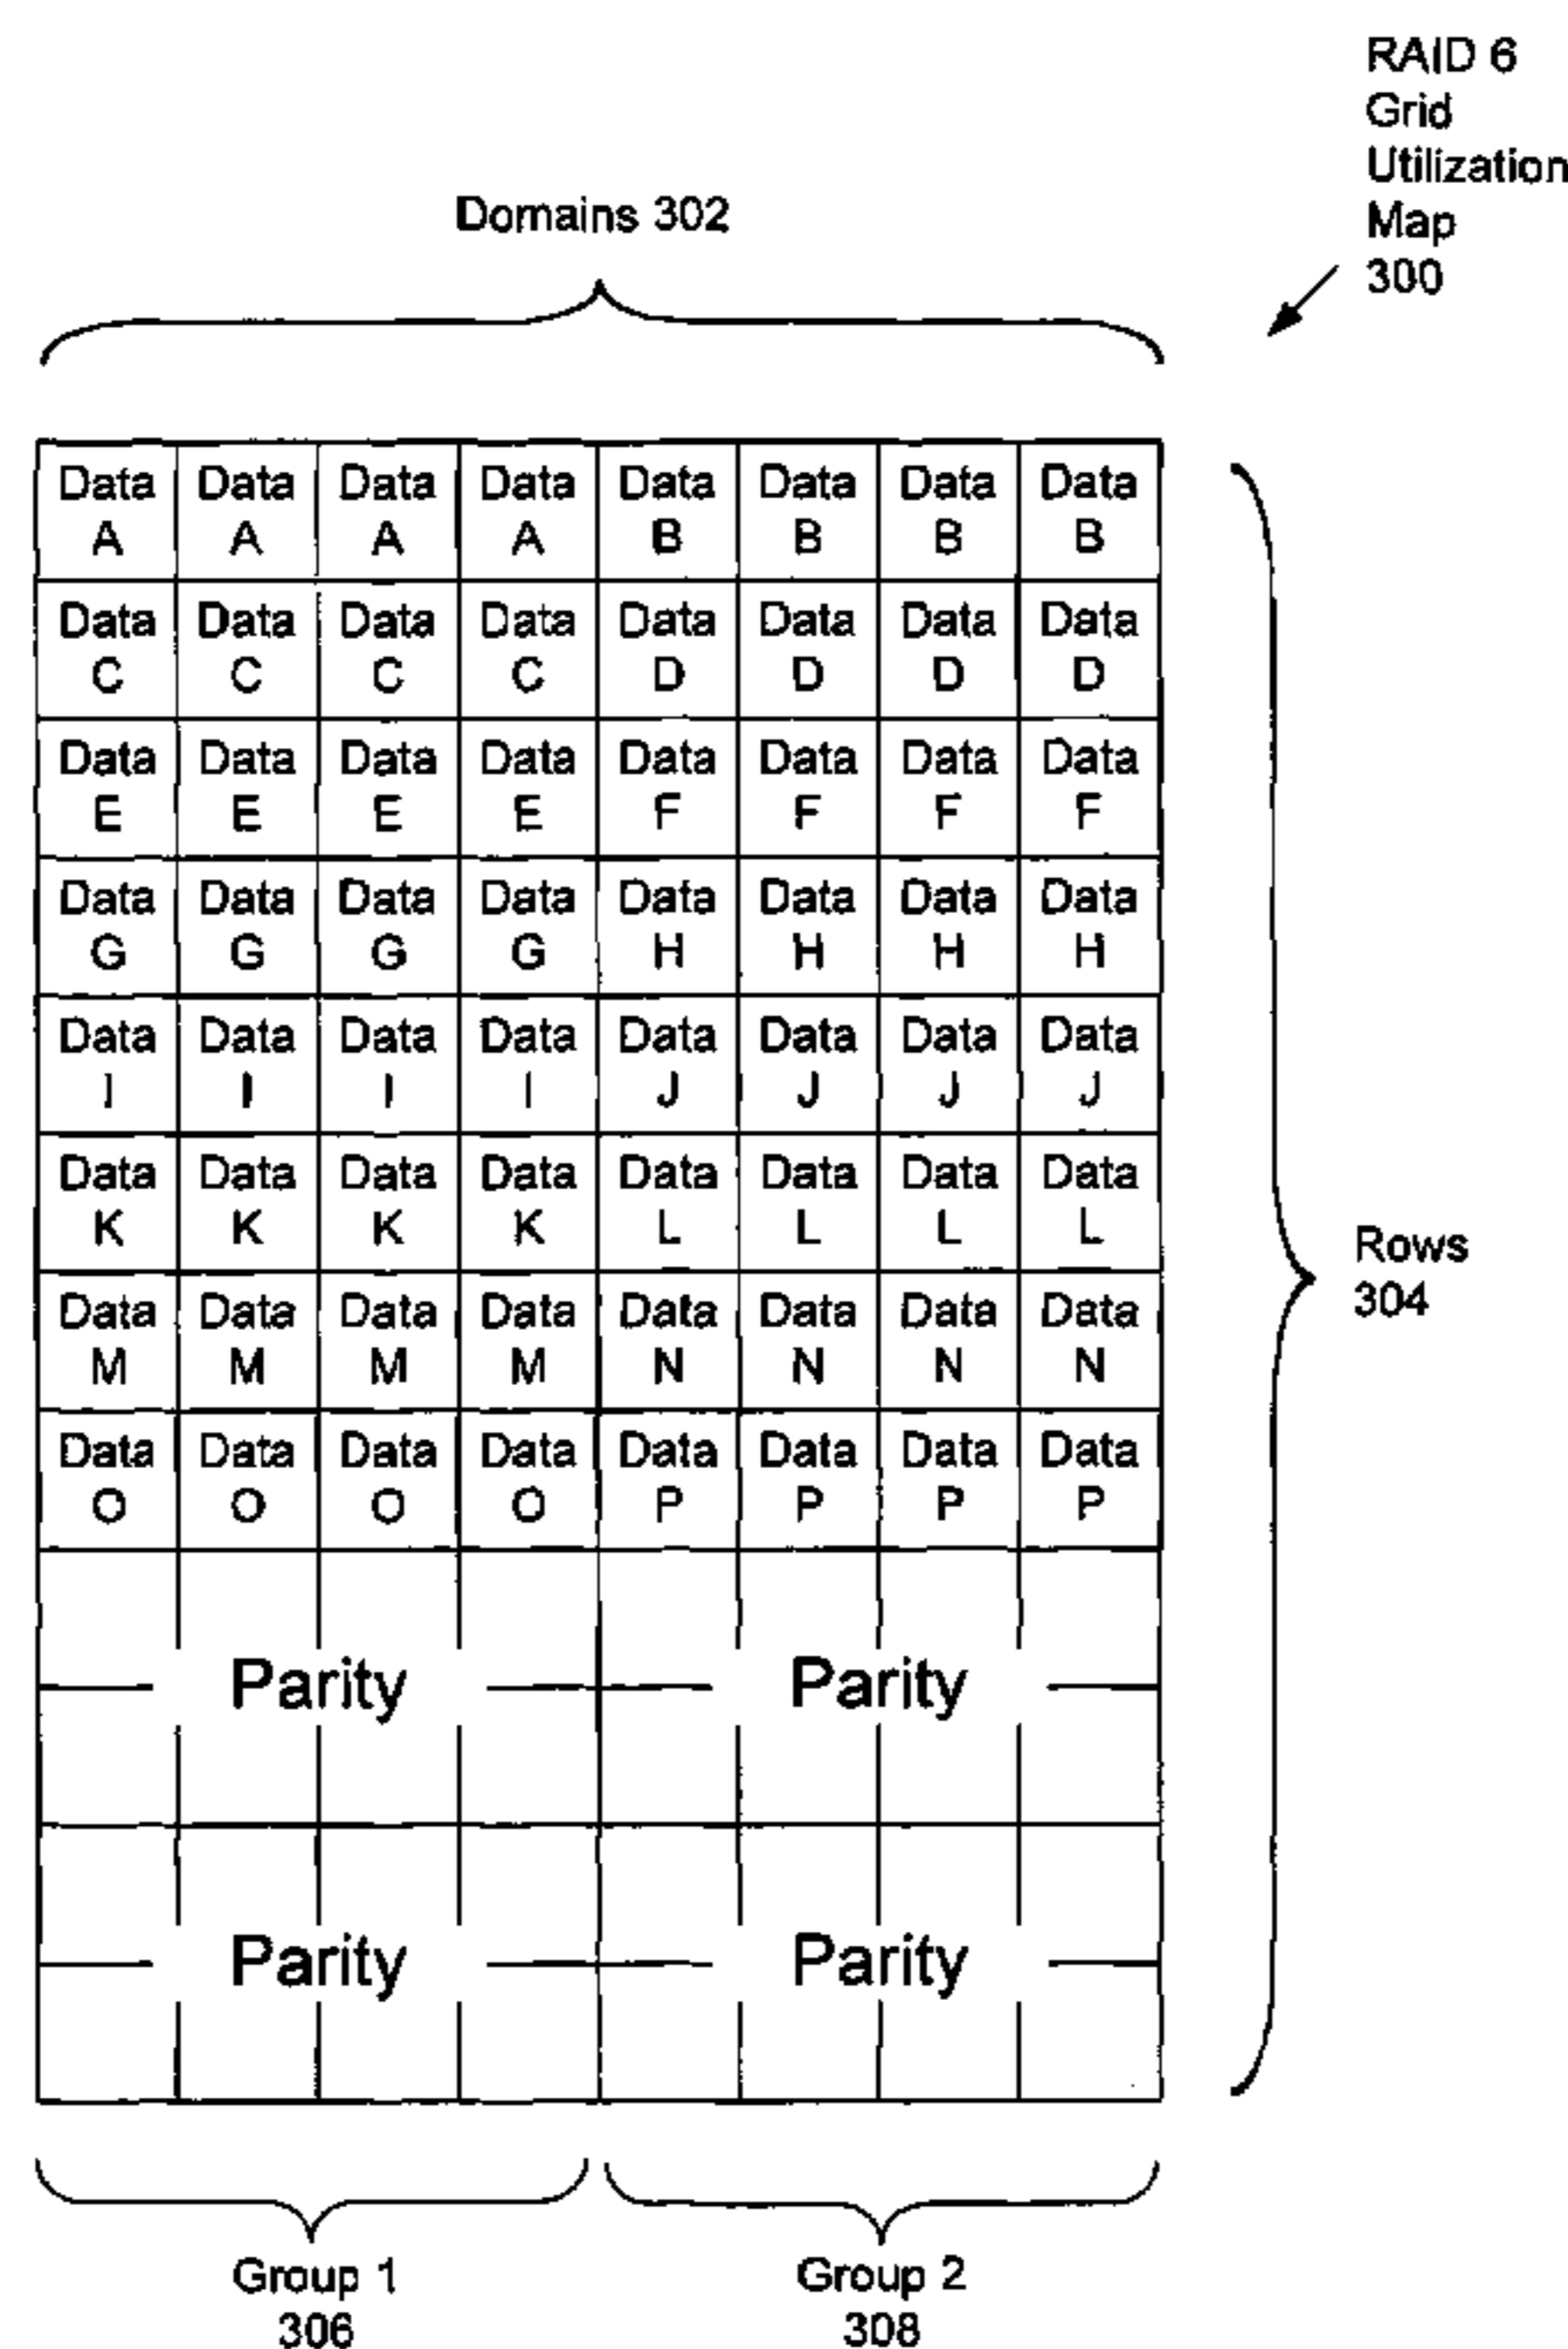 RAID 6
Grid
Utilization
Map
300
Domains 302
Data Data Data Data Data Data Data Data
A A A A B B B B
Data Data Data Data Data Data Data Data
C C C C D D D D
Data Data Data Data Data Data Data Data
E E E E F F F F
Data Data Data Data Data Data Data Data
G G G G H H H H
Data Data Data Data Data Data Data Data
I I I I J J J J
Data Data Data Data Data Data Data Data
K K K K L L L L
Rows
304
Data Data Data Data Data Data Data Data
M M M M N N N N
Data Data Data Data Data Data Data Data
O O O O P P P P
Parity Parity
Parity Parity
Group 1 Group 2
306 308